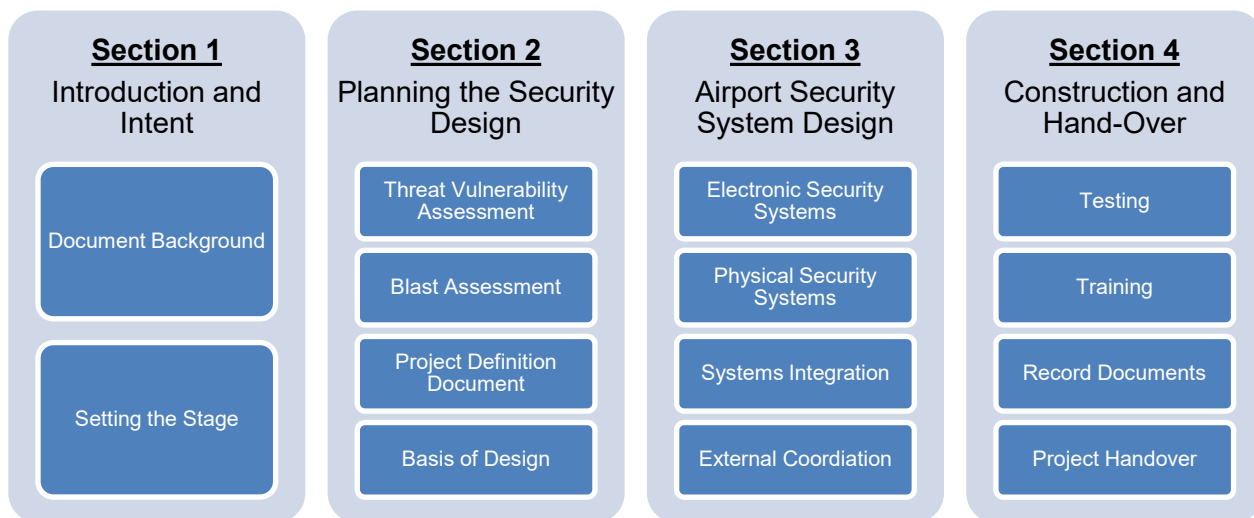 Section 1
Introduction and
Intent
Document Background
Setting the Stage
Section 2
Planning the Security
Design
Threat Vulnerability
Assessment
Blast Assessment
Project Definition
Document
Basis of Design
Section 3
Airport Security
System Design
Electronic Security
Systems
Physical Security
Systems
Systems Integration
External Coordiation
Section 4
Construction and
Hand-Over
Testing
Training
Record Documents
Project Handover